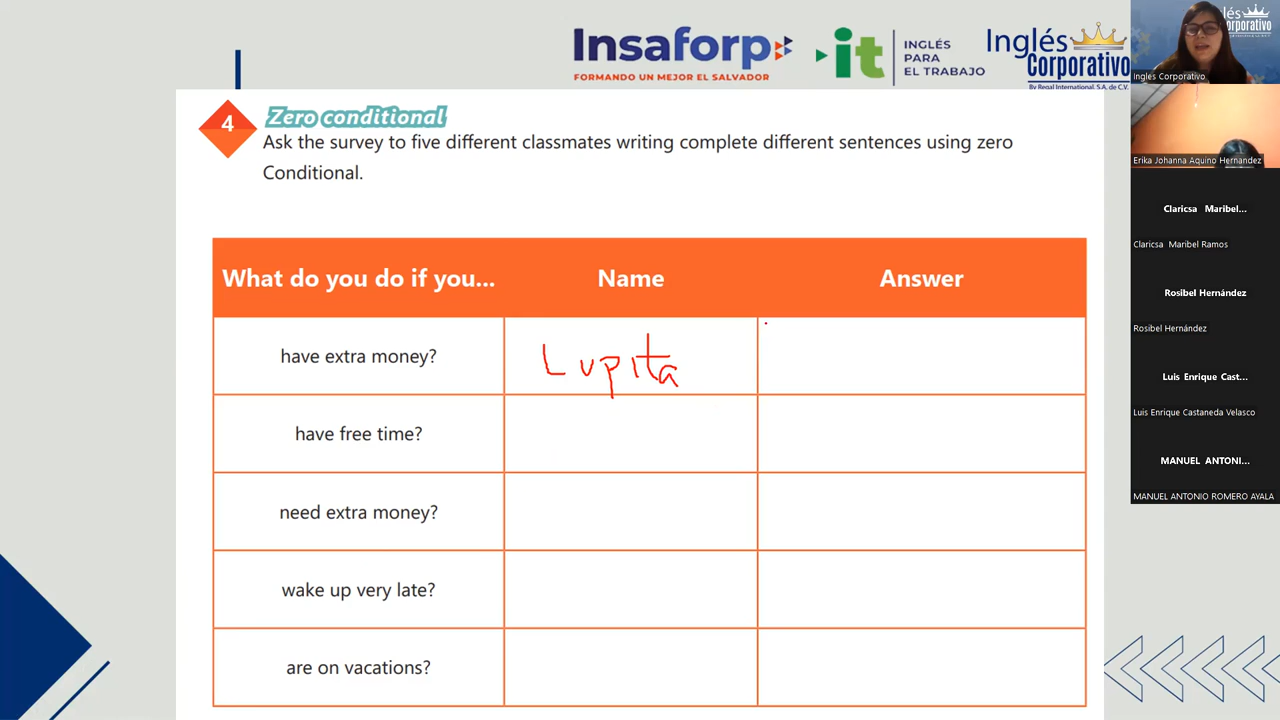 Insaforp
FORMANDO UN MEJOR EL SALVADOR
it
INGLÉS
PARA
EL TRABAJO
Inglés
Corporativo
By Regal International, S.A. de C.V.
4
Zero conditional
Ask the survey to five different classmates writing complete different sentences using zero
Conditional.
What do you do if you... Name Answer
have extra money? Lupita
have free time?
need extra money?
wake up very late?
are on vacations?
Corporativo
Ingles Corporativo
Erika Johanna Aquino Hernandez
Claricsa Maribel...
Claricsa Maribel Ramos
Rosibel Hernández
Rosibel Hernández
Luis Enrique Cast...
Luis Enrique Castaneda Velasco
MANUEL ANTONI...
MANUEL ANTONIO ROMERO AYALA